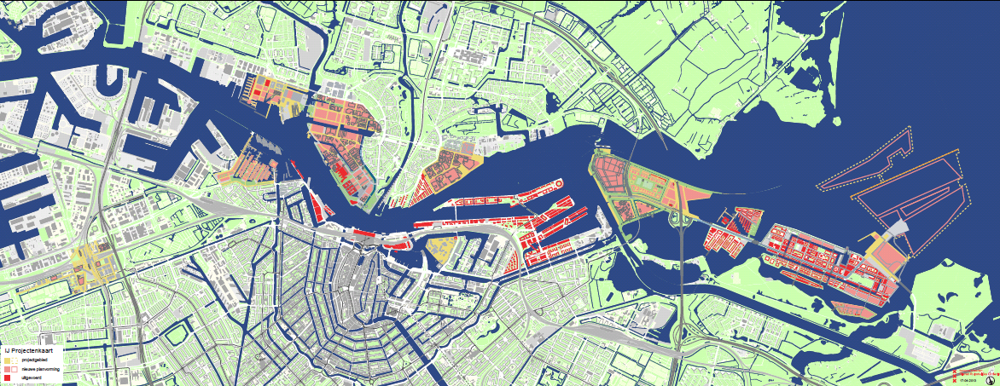 IJ Projectenkaart
projectgebied
nieuwe planvorming
uitgevoerd